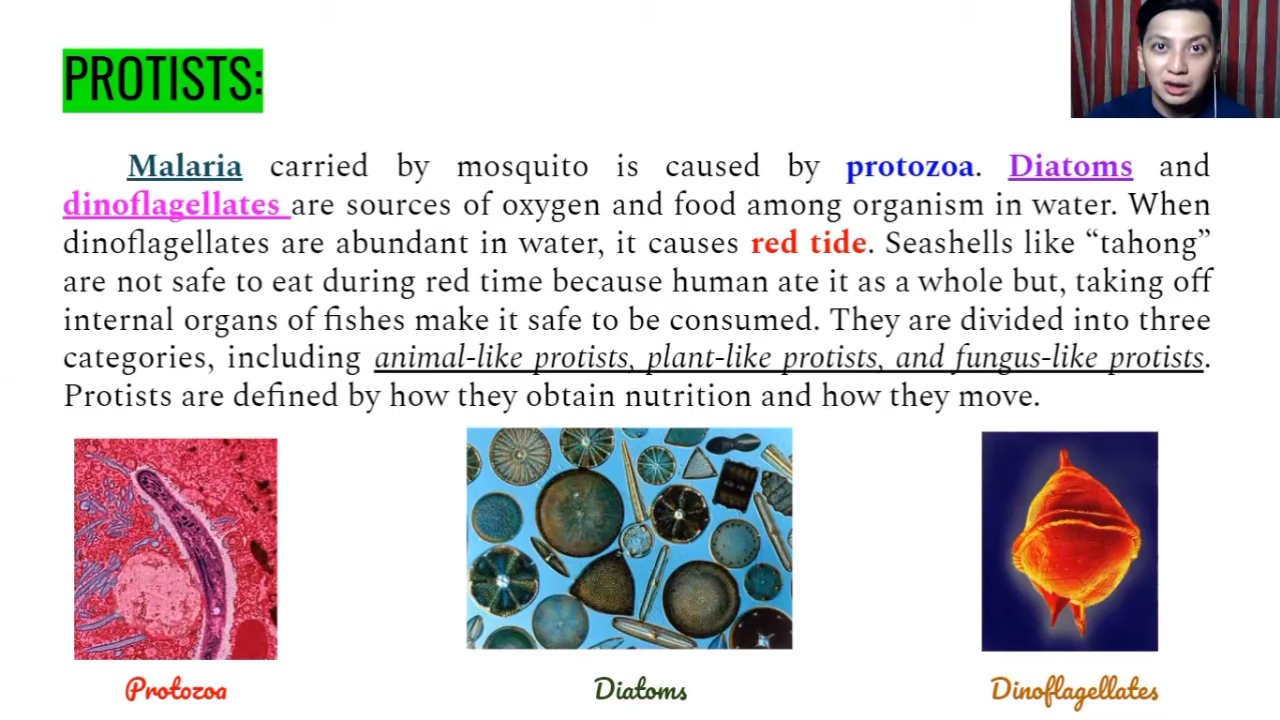 PROTISTS:
Malaria carried by mosquito is caused by protozoa. Diatoms and
dinoflagellates are sources of oxygen and food among organism in water. When
dinoflagellates are abundant in water, it causes red tide. Seashells like “tahong”
are not safe to eat during red time because human ate it as a whole but, taking off
internal organs of fishes make it safe to be consumed. They are divided into three
categories, including animal-like protists, plant-like protists, and fungus-like protists.
Protists are defined by how they obtain nutrition and how they move.
Protozoa
Diatoms
Dinoflagellates